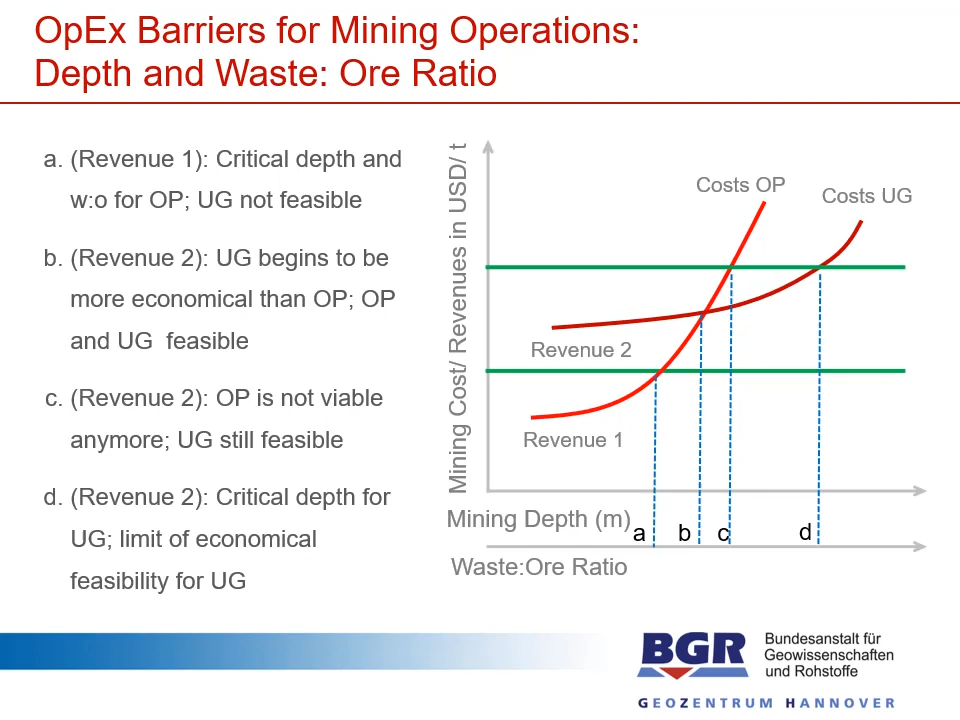 OpEx Barriers for Mining Operations:
Depth and Waste: Ore Ratio
a. (Revenue 1): Critical depth and
w:o for OP; UG not feasible
b. (Revenue 2): UG begins to be
more economical than OP; OP
and UG feasible
c. (Revenue 2): OP is not viable
anymore; UG still feasible
d. (Revenue 2): Critical depth for
UG; limit of economical
feasibility for UG
Mining Cost/ Revenues in USD/ t
Costs OP
Costs UG
Revenue 2
Revenue 1
Mining Depth (m)
a
b
c
d
Waste:Ore Ratio
BGR
Bundesanstalt für
Geowissenschaften
und Rohstoffe
GEOZENTRUM HANNOVER